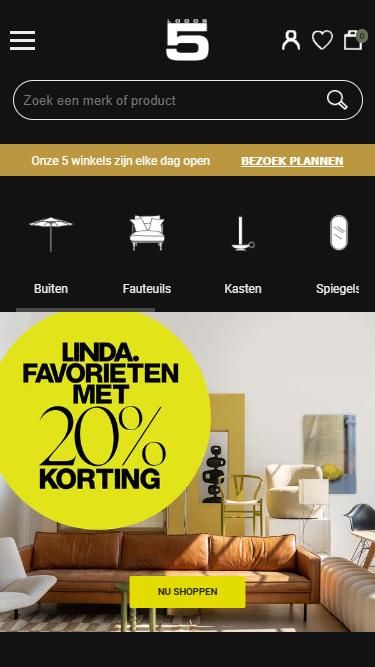 LOODS
5
0
Zoek een merk of product
Onze 5 winkels zijn elke dag open BEZOEK PLANNEN
Buiten Fauteuils Kasten Spiegels
LINDA.
FAVORIETEN
MET
20%
KORTING
NU SHOPPEN